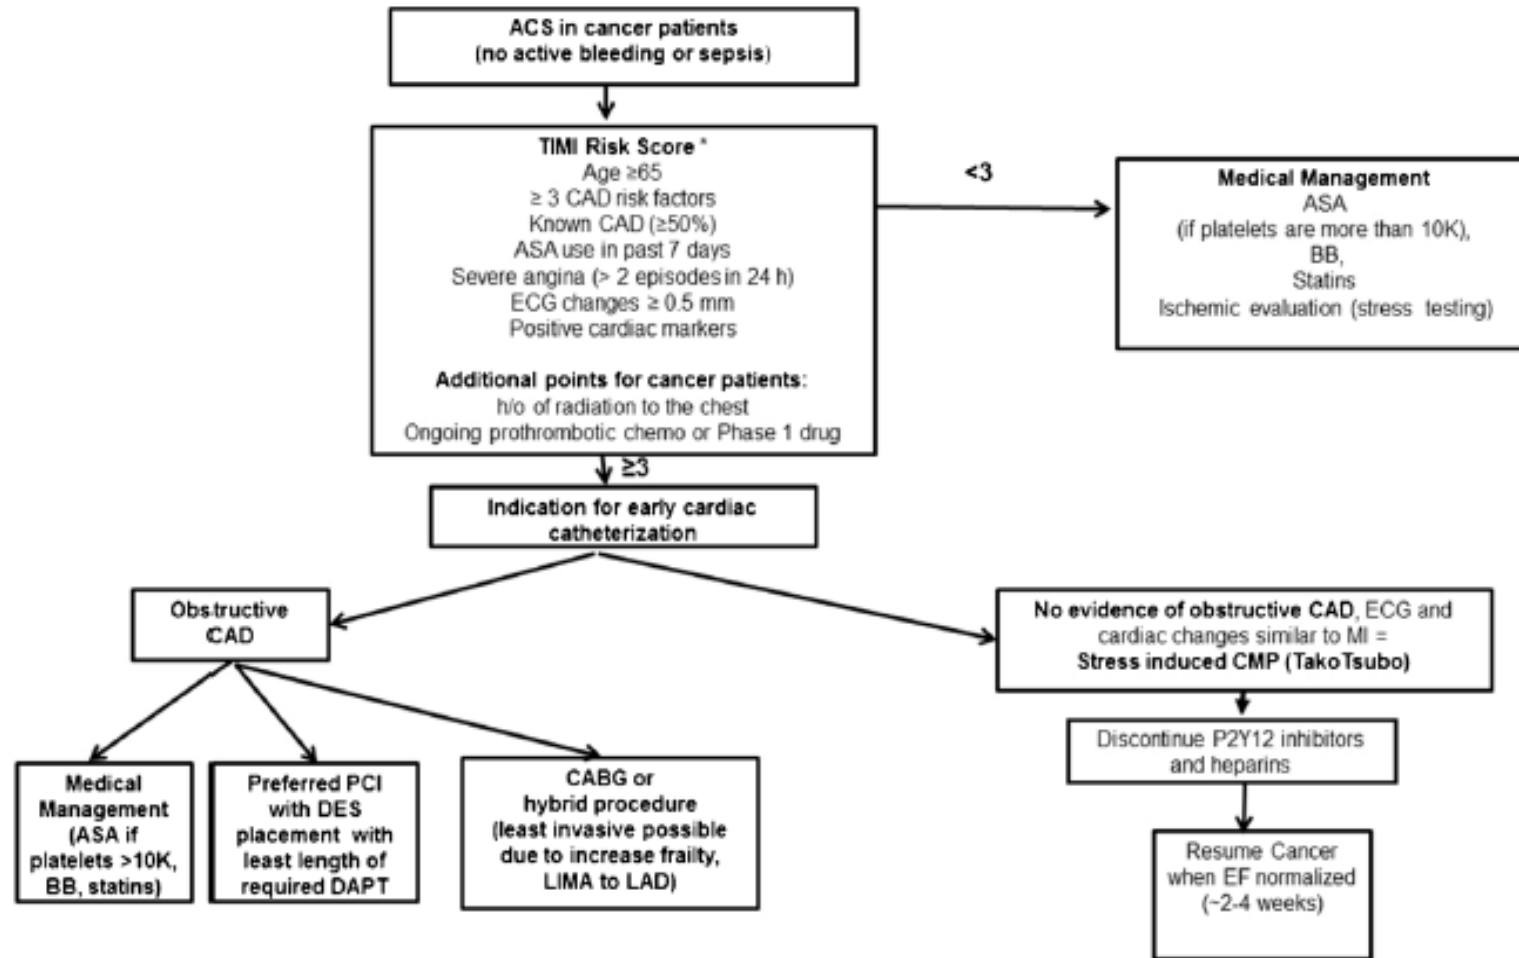 ACS in cancer patients
(no active bleeding or sepsis)
TIMI Risk Score *
Age ≥65
≥ 3 CAD risk factors
Known CAD (≥50%)
ASA use in past 7 days
Severe angina (> 2 episodes in 24 h)
ECG changes ≥ 0.5 mm
Positive cardiac markers
Additional points for cancer patients:
h/o of radiation to the chest
Ongoing prothrombotic chemo or Phase 1 drug
<3
Medical Management
ASA
(if platelets are more than 10K),
BB,
Statins
Ischemic evaluation (stress testing)
≥3
Indication for early cardiac
catheterization
Obstructive
CAD
No evidence of obstructive CAD, ECG and
cardiac changes similar to MI =
Stress induced CMP (TakoTsubo)
Medical
Management
(ASA if
platelets >10K,
BB, statins)
Preferred PCI
with DES
placement with
least length of
required DAPT
CABG or
hybrid procedure
(least invasive possible
due to increase frailty,
LIMA to LAD)
Discontinue P2Y12 inhibitors
and heparins
Resume Cancer
when EF normalized
(~2-4 weeks)